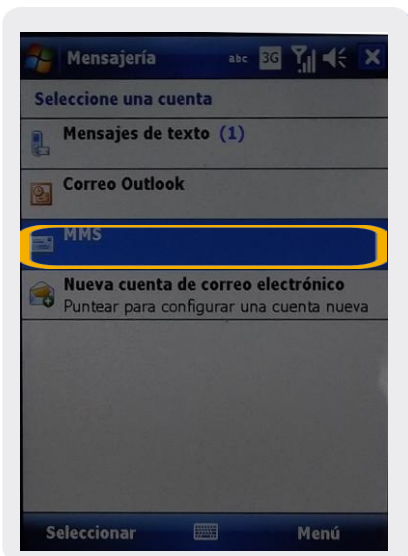 Mensajería abc 3G
Seleccione una cuenta
Mensajes de texto (1)
Correo Outlook
MMS
Nueva cuenta de correo electrónico
Puntear para configurar una cuenta nueva
Seleccionar Menú